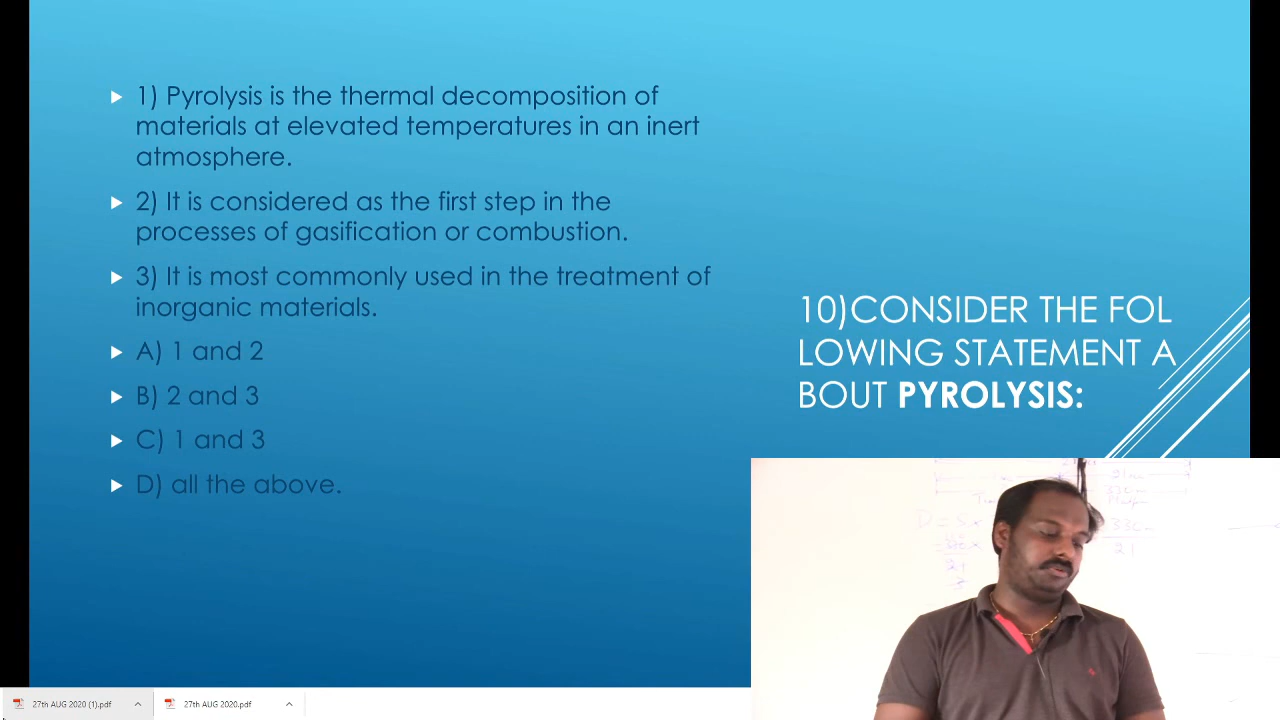 1) Pyrolysis is the thermal decomposition of
materials at elevated temperatures in an inert
atmosphere.
2) It is considered as the first step in the
processes of gasification or combustion.
3) It is most commonly used in the treatment of
inorganic materials.
A) 1 and 2
B) 2 and 3
C) 1 and 3
D) all the above.
10)CONSIDER THE FOL
LOWING STATEMENT A
BOUT PYROLYSIS:
27th AUG 2020 (1).pdf
27th AUG 2020.pdf